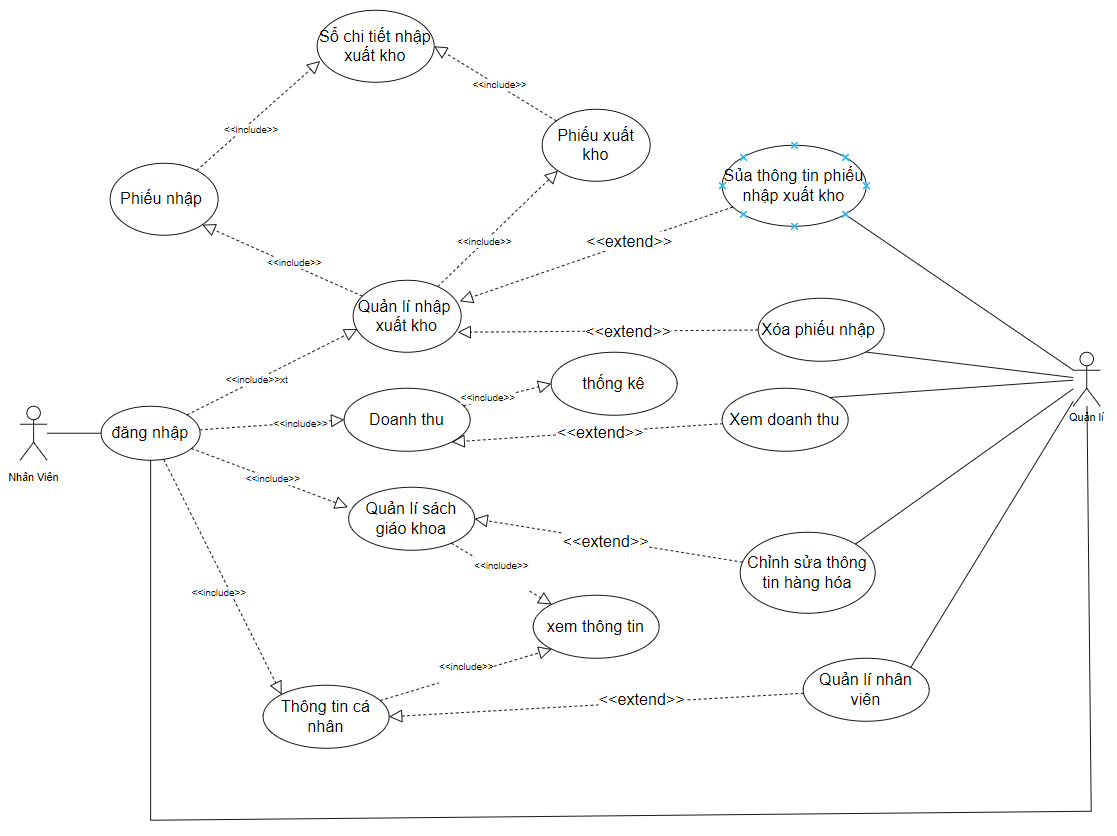 Sổ chi tiết nhập
xuất kho
<<include>>
Phiếu xuất
kho
<<include>>
Sủa thông tin phiếu
nhập xuất kho
Phiếu nhập
<<include>>
<<extend>>
<<include>>
Quản lí nhập
xuất kho
<<extend>>
Xóa phiếu nhập
<<include>>xt
thống kê
<<include>>
Quản lí
Doanh thu
Xem doanh thu
<<include>>
<<extend>>
đăng nhập
Nhân Viên
<<include>>
Quản lí sách
giáo khoa
<<extend>>
<<include>>
Chỉnh sửa thông
tin hàng hóa
<<include>>
xem thông tin
<<include>>
Quản lí nhân
viên
<<extend>>
Thông tin cá
nhân